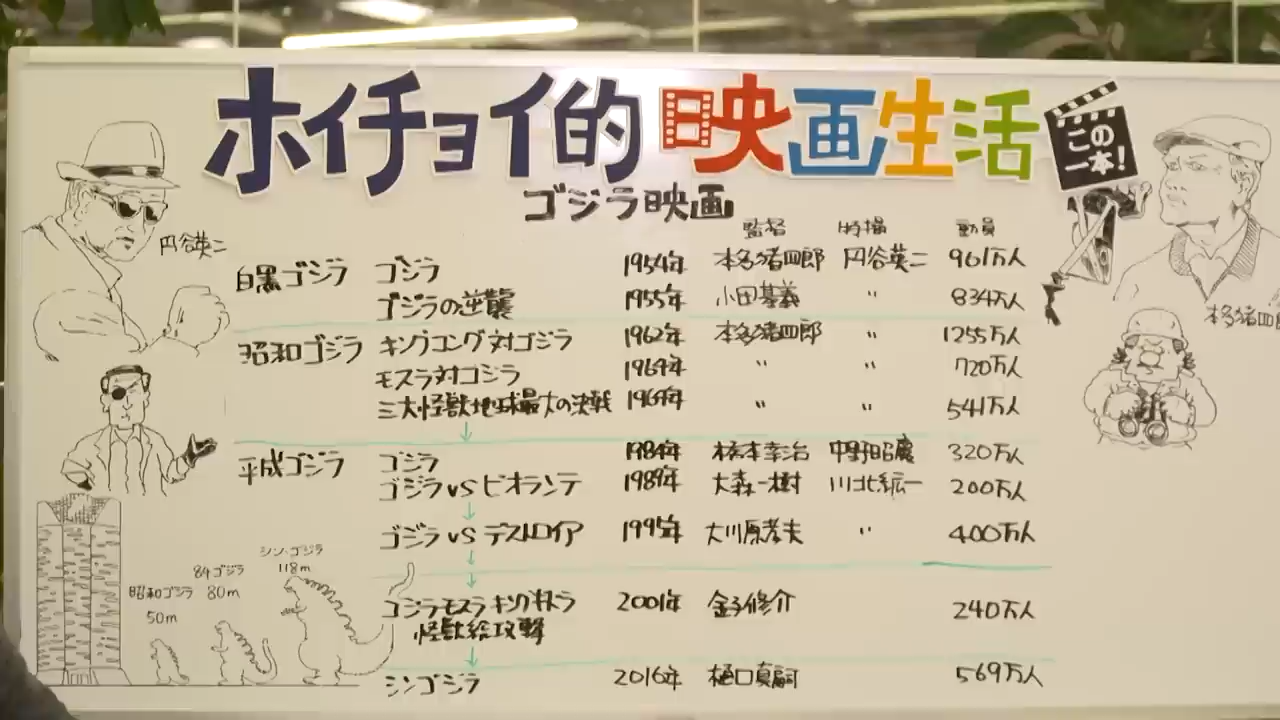 ホイチョイ的 映画生活 この一本!
ゴジラ映画
監督 特撮 動員
白黒ゴジラ ゴジラ 1954年 本多猪四郎 円谷英二 961万人
ゴジラの逆襲 1955年 小田基義 〃 834万人
昭和ゴジラ キングコング対ゴジラ 1962年 本多猪四郎 〃 1255万人
モスラ対ゴジラ 1964年 〃 〃 720万人
三大怪獣地球最大の決戦 1964年 〃 〃 541万人
平成ゴジラ ゴジラ 1984年 橋本幸治 中野昭慶 320万人
ゴジラvsビオランテ 1989年 大森一樹 川北紘一 200万人
ゴジラvsデストロイア 1995年 大川原孝夫 〃 400万人
ゴジラモスラキングギドラ 2001年 金子修介 240万人
怪獣総攻撃
シンゴジラ 2016年 樋口真嗣 569万人
円谷英二
本多猪四郎
シン・ゴジラ
118m
84ゴジラ
80m
昭和ゴジラ
50m